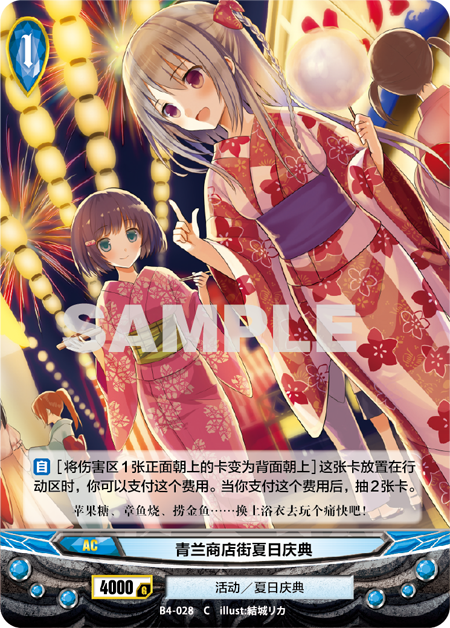 1
SAMPLE
自 [将伤害区1张正面朝上的卡变为背面朝上]这张卡放置在行
动区时，你可以支付这个费用。当你支付这个费用后，抽2张卡。
苹果糖、章鱼烧、捞金鱼……换上浴衣去玩个痛快吧！
AC
青兰商店街夏日庆典
4000 G
活动／夏日庆典
B4-028 C illust:結城リカ